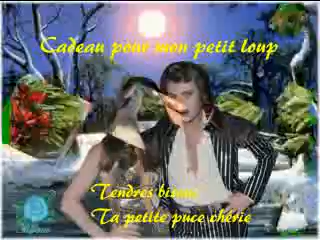 Cadeau pour mon petit loup
Tendres bisous
Ta petite puce chérie